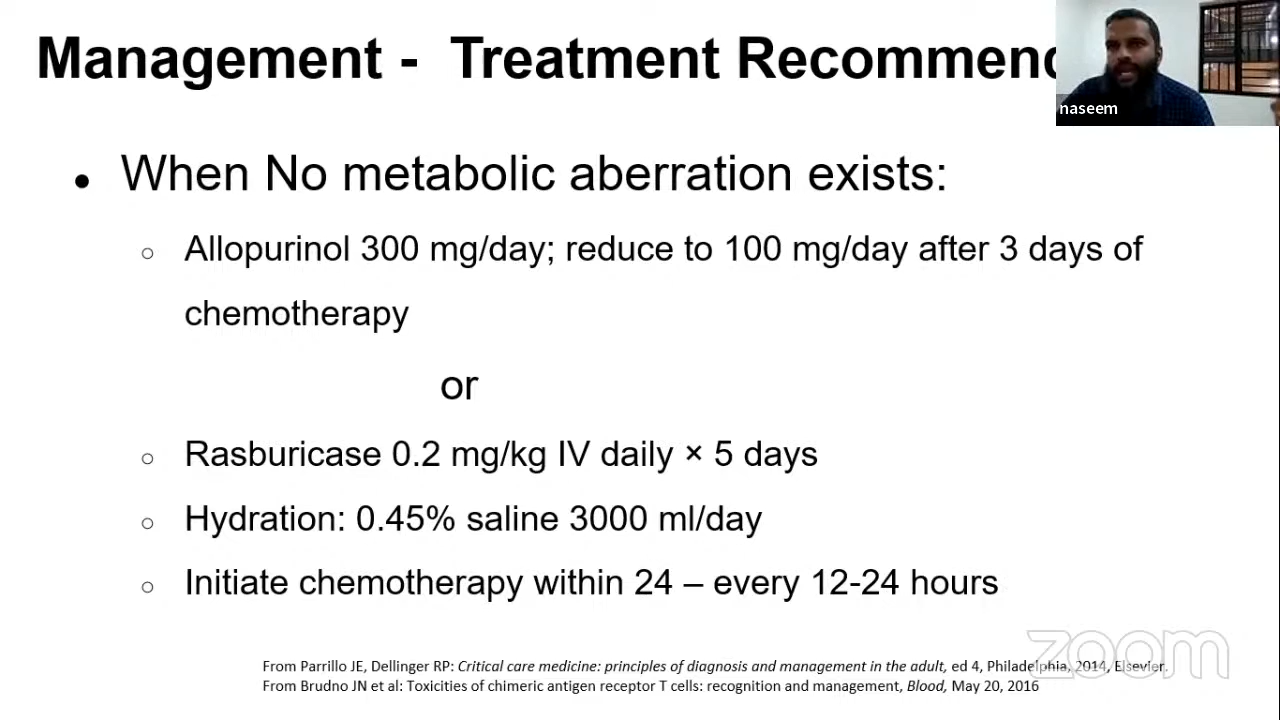 Management -  Treatment Recommend
naseem
● When No metabolic aberration exists:
○ Allopurinol 300 mg/day; reduce to 100 mg/day after 3 days of
chemotherapy
or
○ Rasburicase 0.2 mg/kg IV daily × 5 days
○ Hydration: 0.45% saline 3000 ml/day
○ Initiate chemotherapy within 24 – every 12-24 hours
zoom
From Parrillo JE, Dellinger RP: Critical care medicine: principles of diagnosis and management in the adult, ed 4, Philadelphia, 2014, Elsevier.
From Brudno JN et al: Toxicities of chimeric antigen receptor T cells: recognition and management, Blood, May 20, 2016